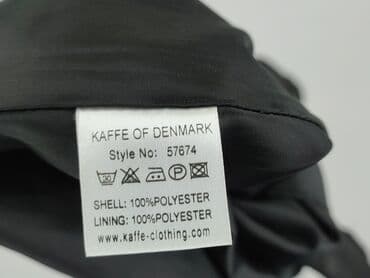 KAFFE OF DENMARK
Style No: 57674
30 P
SHELL: 100%POLYESTER
LINING: 100%POLYESTER
www.kaffe-clothing.com